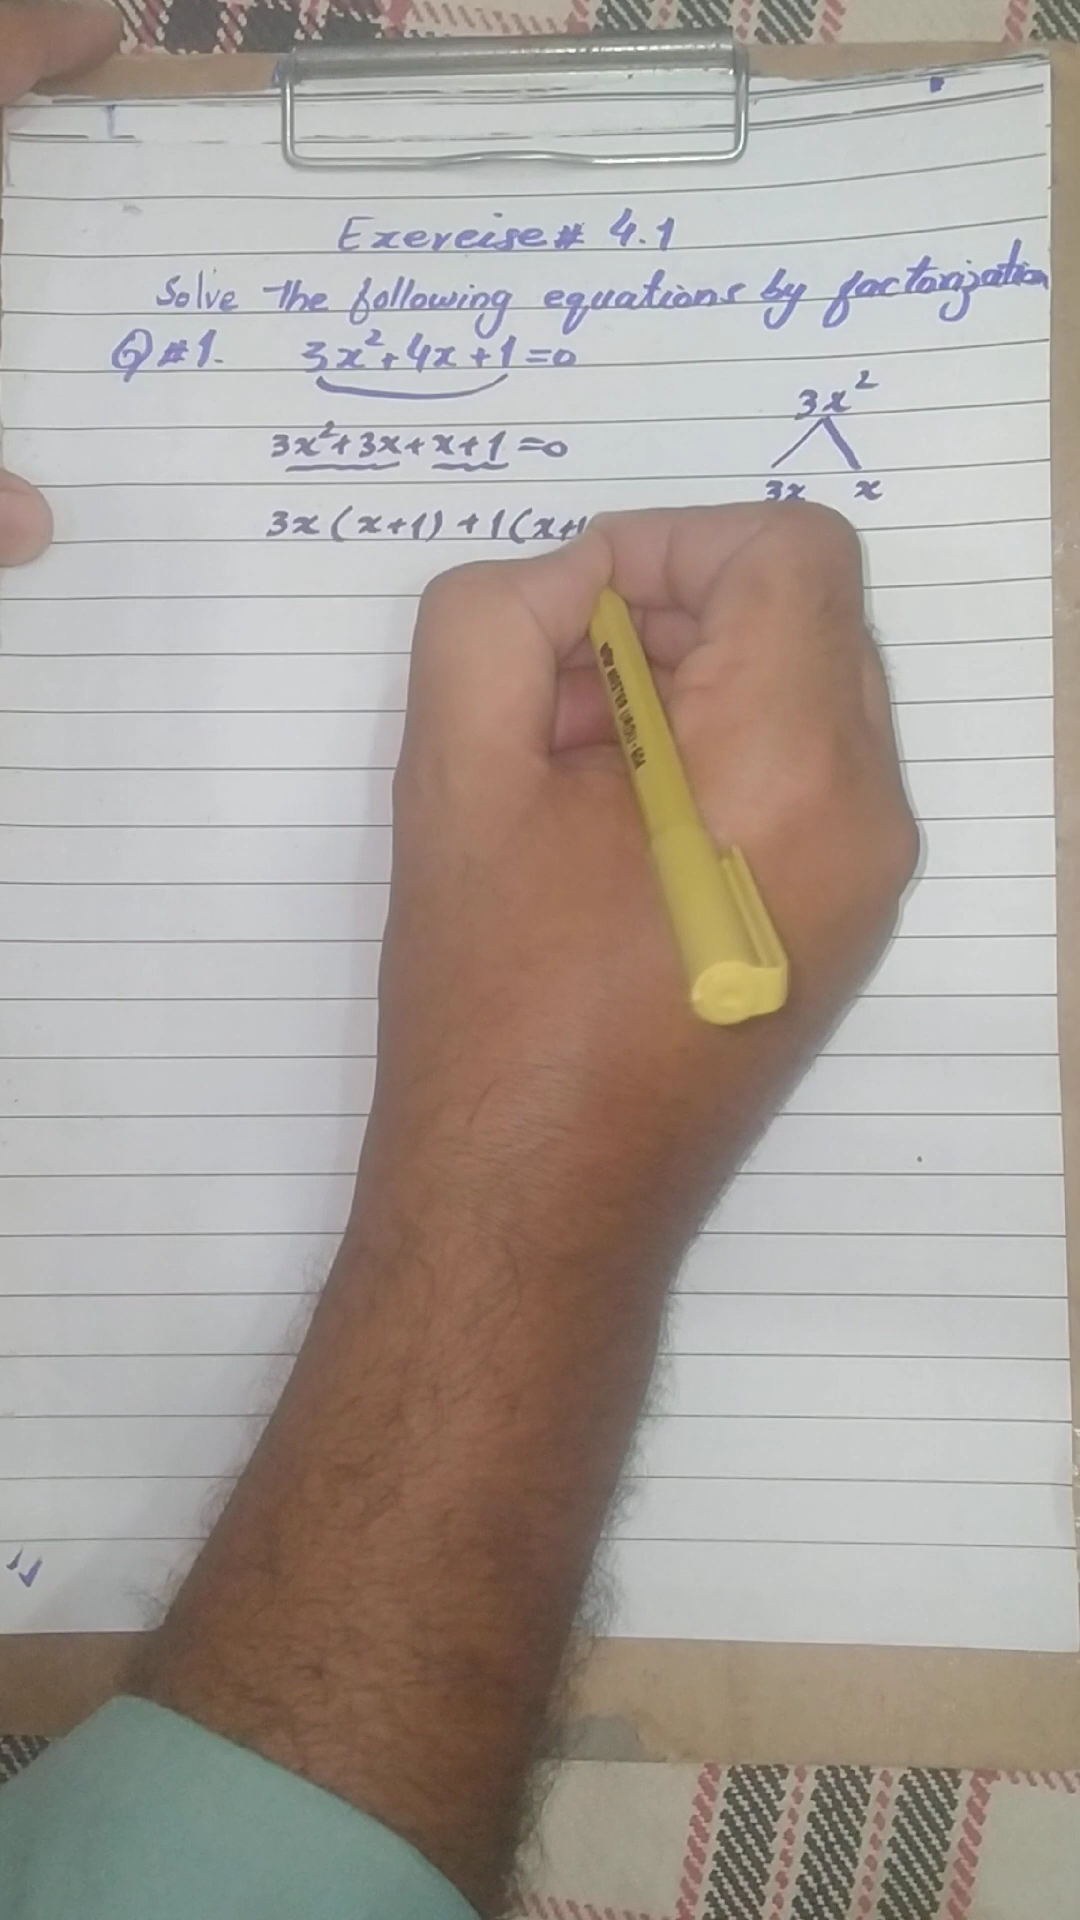 Exercise # 4.1
Solve the following equations by factorization
Q #1. 3x²+4x+1=0
3x²
3x²+3x+x+1=0
3x x
3x(x+1)+1(x+1